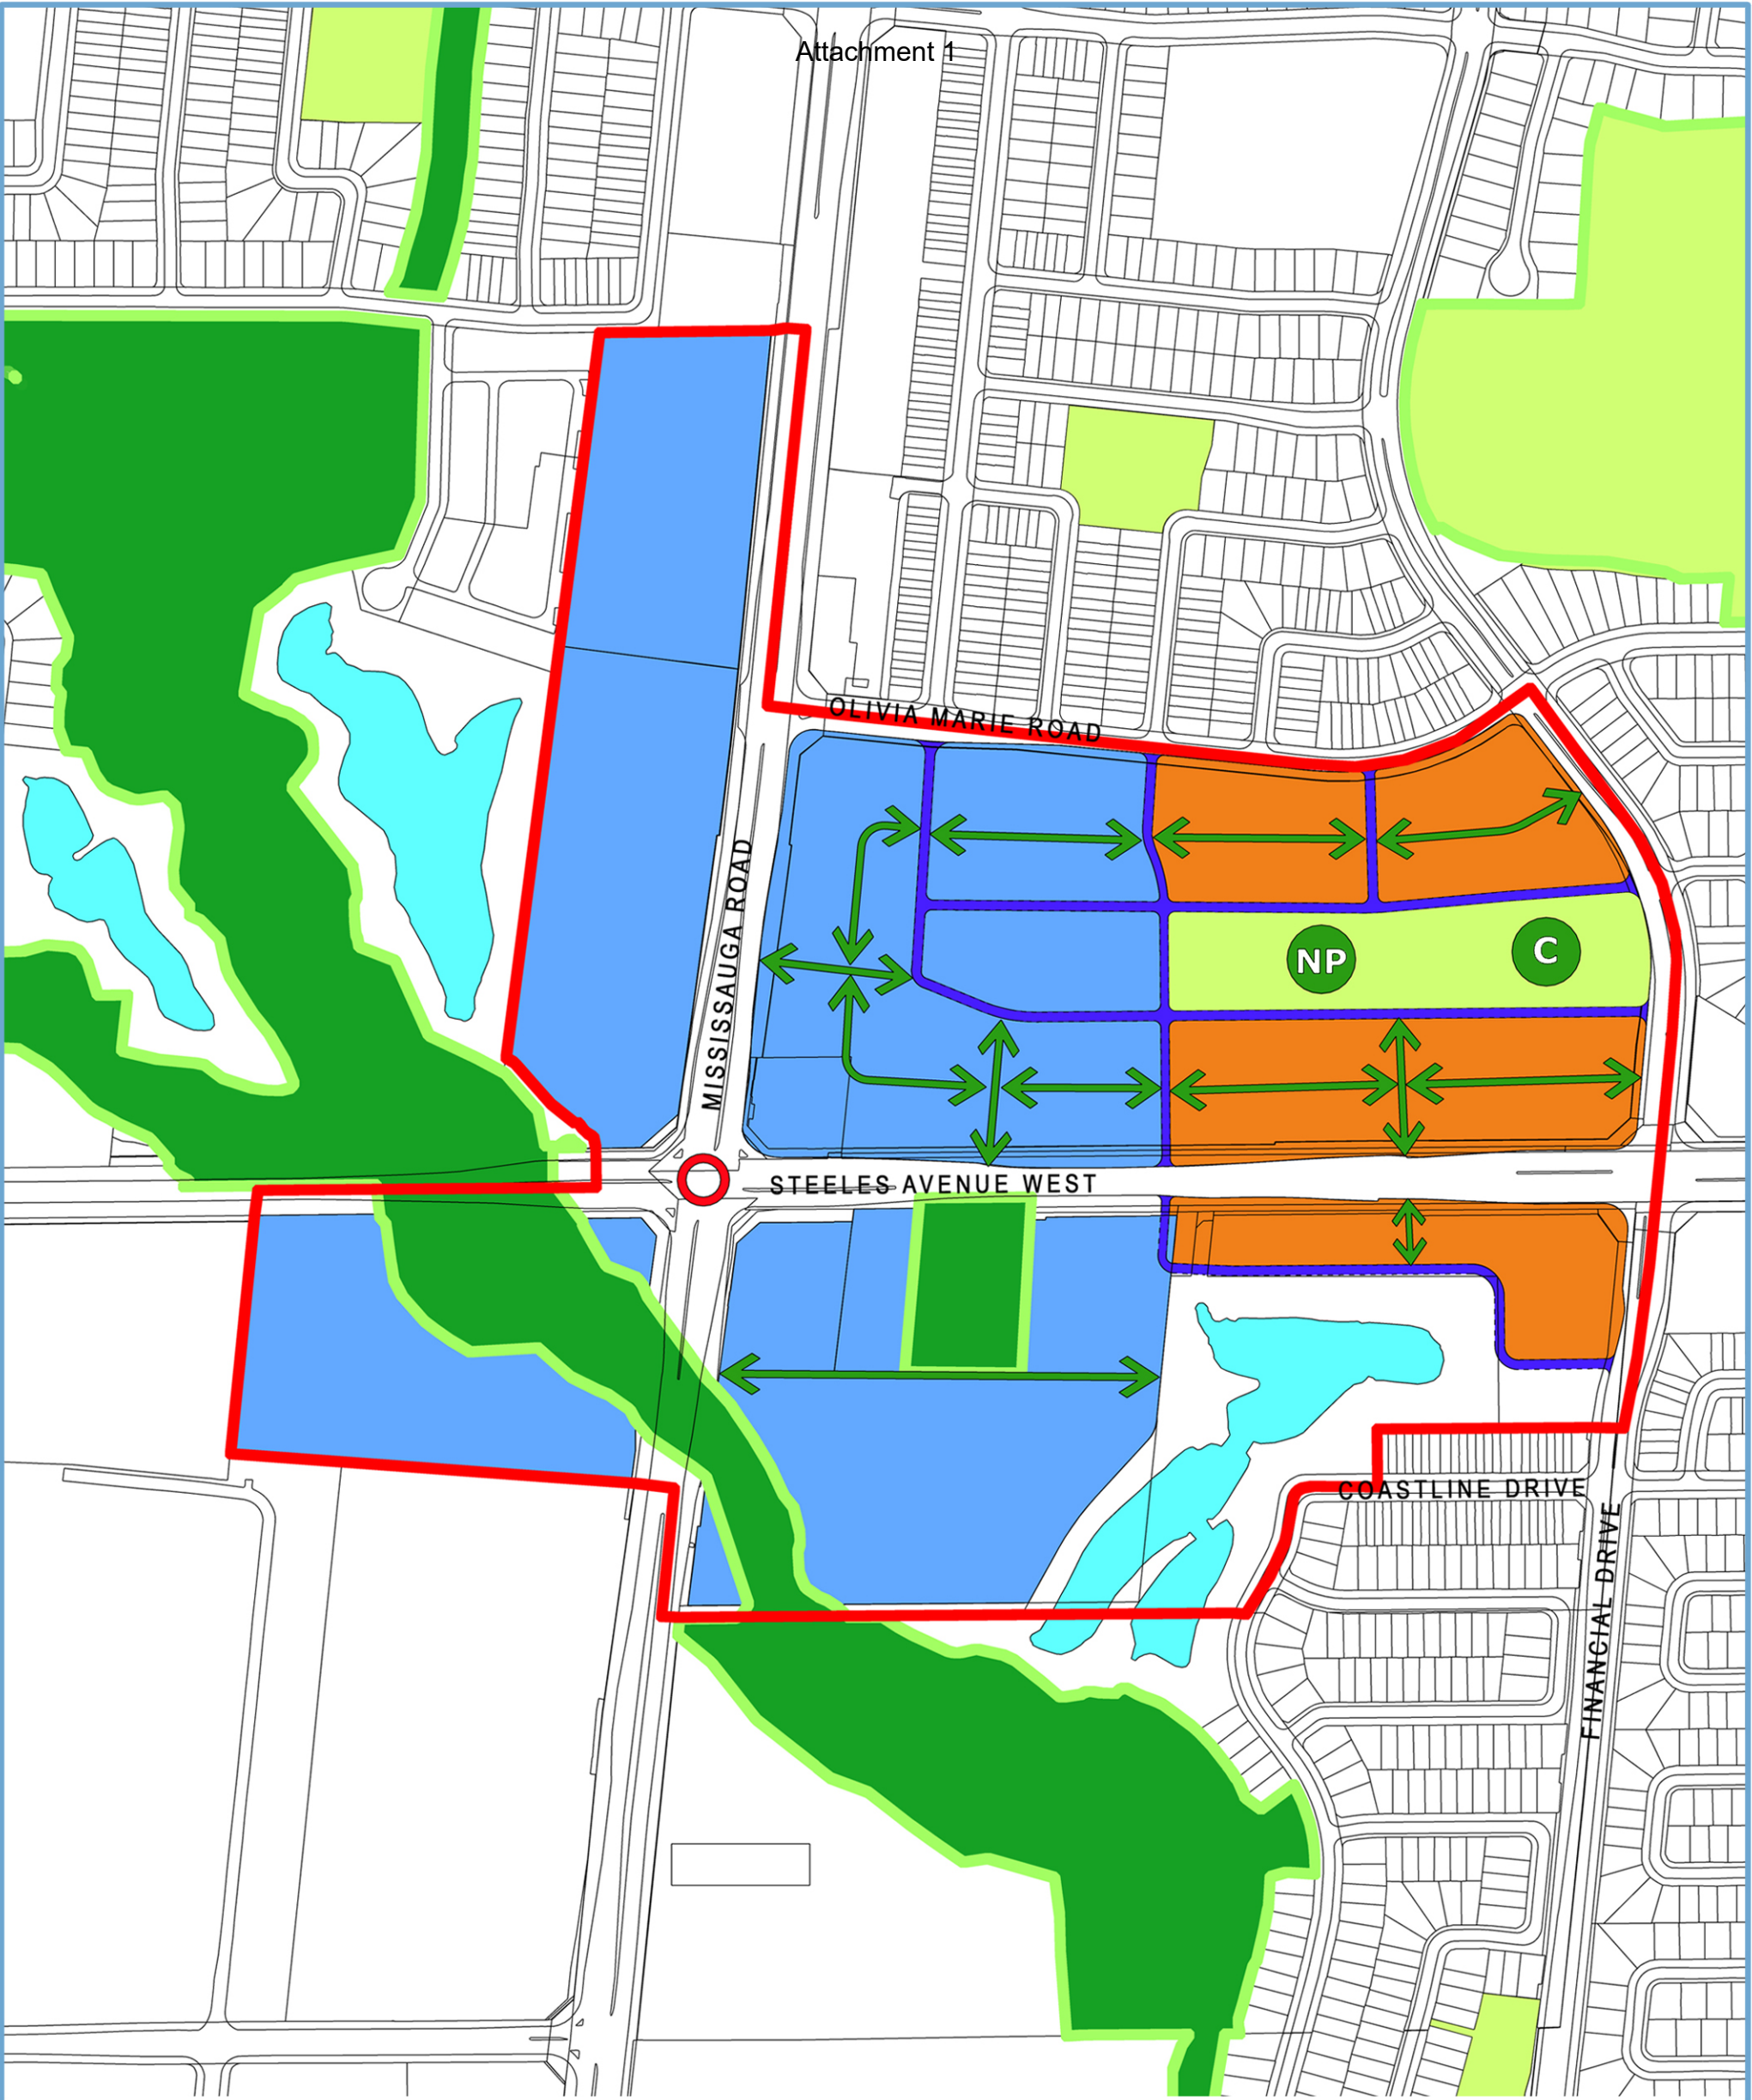 Attachment 1
OLIVIA MARIE ROAD
MISSISSAUGA ROAD
NP
C
STEELES AVENUE WEST
COASTLINE DRIVE
FINANCIAL DRIVE